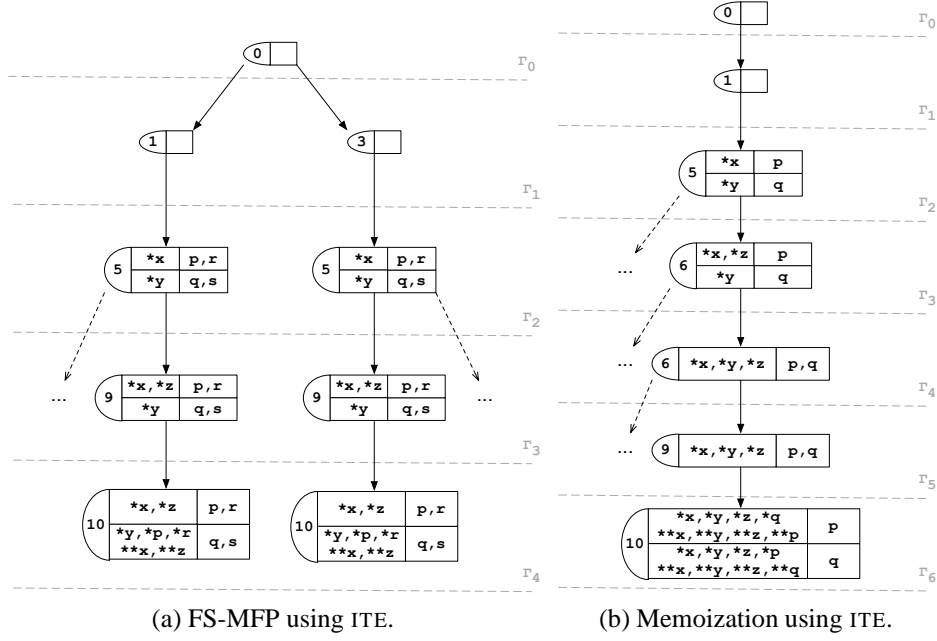 0
r0
1
3
r1
5
*x
p,r
*y
q,s
5
*x
p,r
*y
q,s
r2
...
9
*x,*z
p,r
*y
q,s
9
*x,*z
p,r
*y
q,s
...
r3
10
*x,*z
p,r
*y,*p,*r
**x,**z
q,s
10
*x,*z
p,r
*y,*p,*r
**x,**z
q,s
r4
(a) FS-MFP using ITE.
0
r0
1
r1
5
*x
p
*y
q
r2
...
6
*x,*z
p
*y
q
r3
...
6
*x,*y,*z
p,q
r4
...
9
*x,*y,*z
p,q
r5
10
*x,*y,*z,*q
**x,**y,**z,**p
p
*x,*y,*z,*p
**x,**y,**z,**q
q
r6
(b) Memoization using ITE.